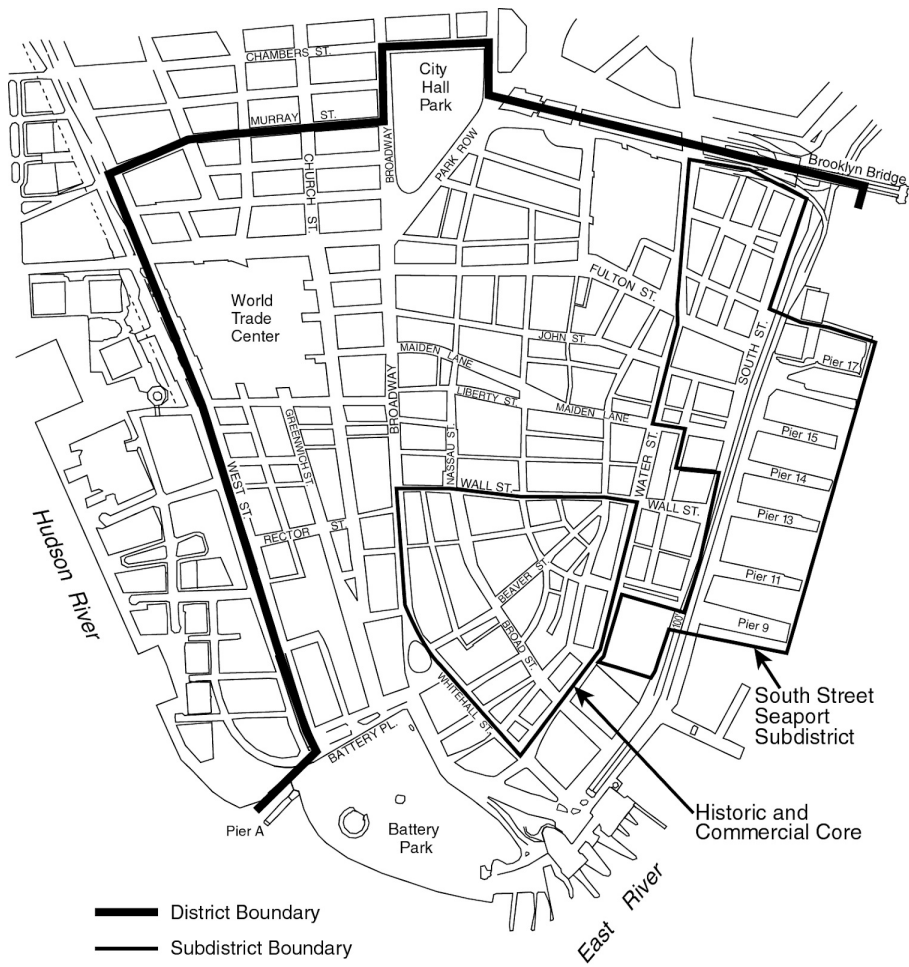 CHAMBERS ST.
City
Hall
Park
MURRAY ST.
BROADWAY
PARK ROW
CHURCH ST.
Brooklyn Bridge
FULTON ST.
World
Trade
Center
JOHN ST.
SOUTH ST.
MAIDEN LANE
Pier 17
BROADWAY
LIBERTY ST.
MAIDEN LANE
GREENWICH ST
NASSAU ST.
WATER ST.
Pier 15
WEST ST.
WALL ST.
Pier 14
WALL ST.
Pier 13
RECTOR ST.
Hudson River
BEAVER ST.
Pier 11
BROAD ST.
100'
Pier 9
WHITEHALL ST.
South Street
Seaport
Subdistrict
BATTERY PL.
Historic and
Commercial Core
Pier A
Battery
Park
East River
District Boundary
Subdistrict Boundary